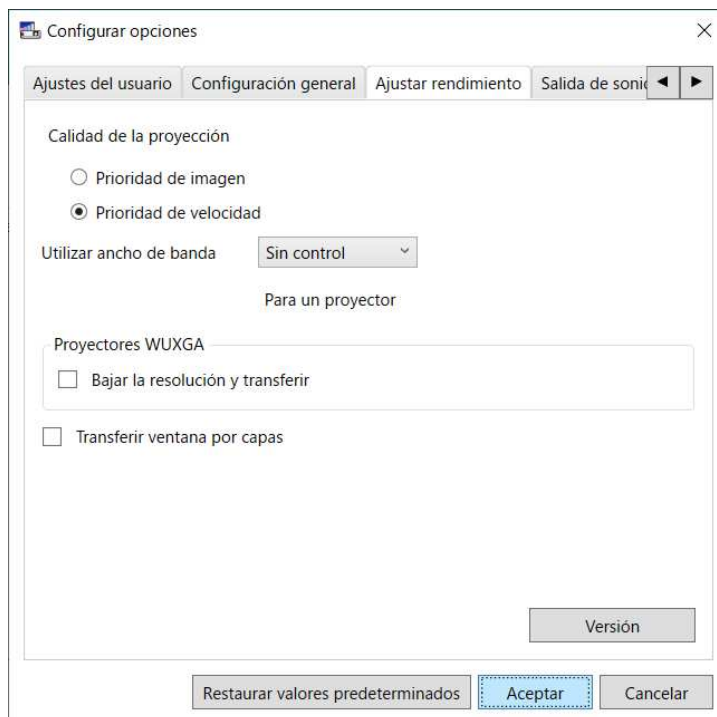 Configurar opciones
Ajustes del usuario Configuración general Ajustar rendimiento Salida de
Calidad de la proyección
Prioridad de imagen
Prioridad de velocidad
Utilizar ancho de banda Sin control
Para un proyector
Proyectores WUXGA
Bajar la resolución y transferir
Transferir ventana por capas
Versión
Restaurar valores predeterminados Aceptar Cancelar